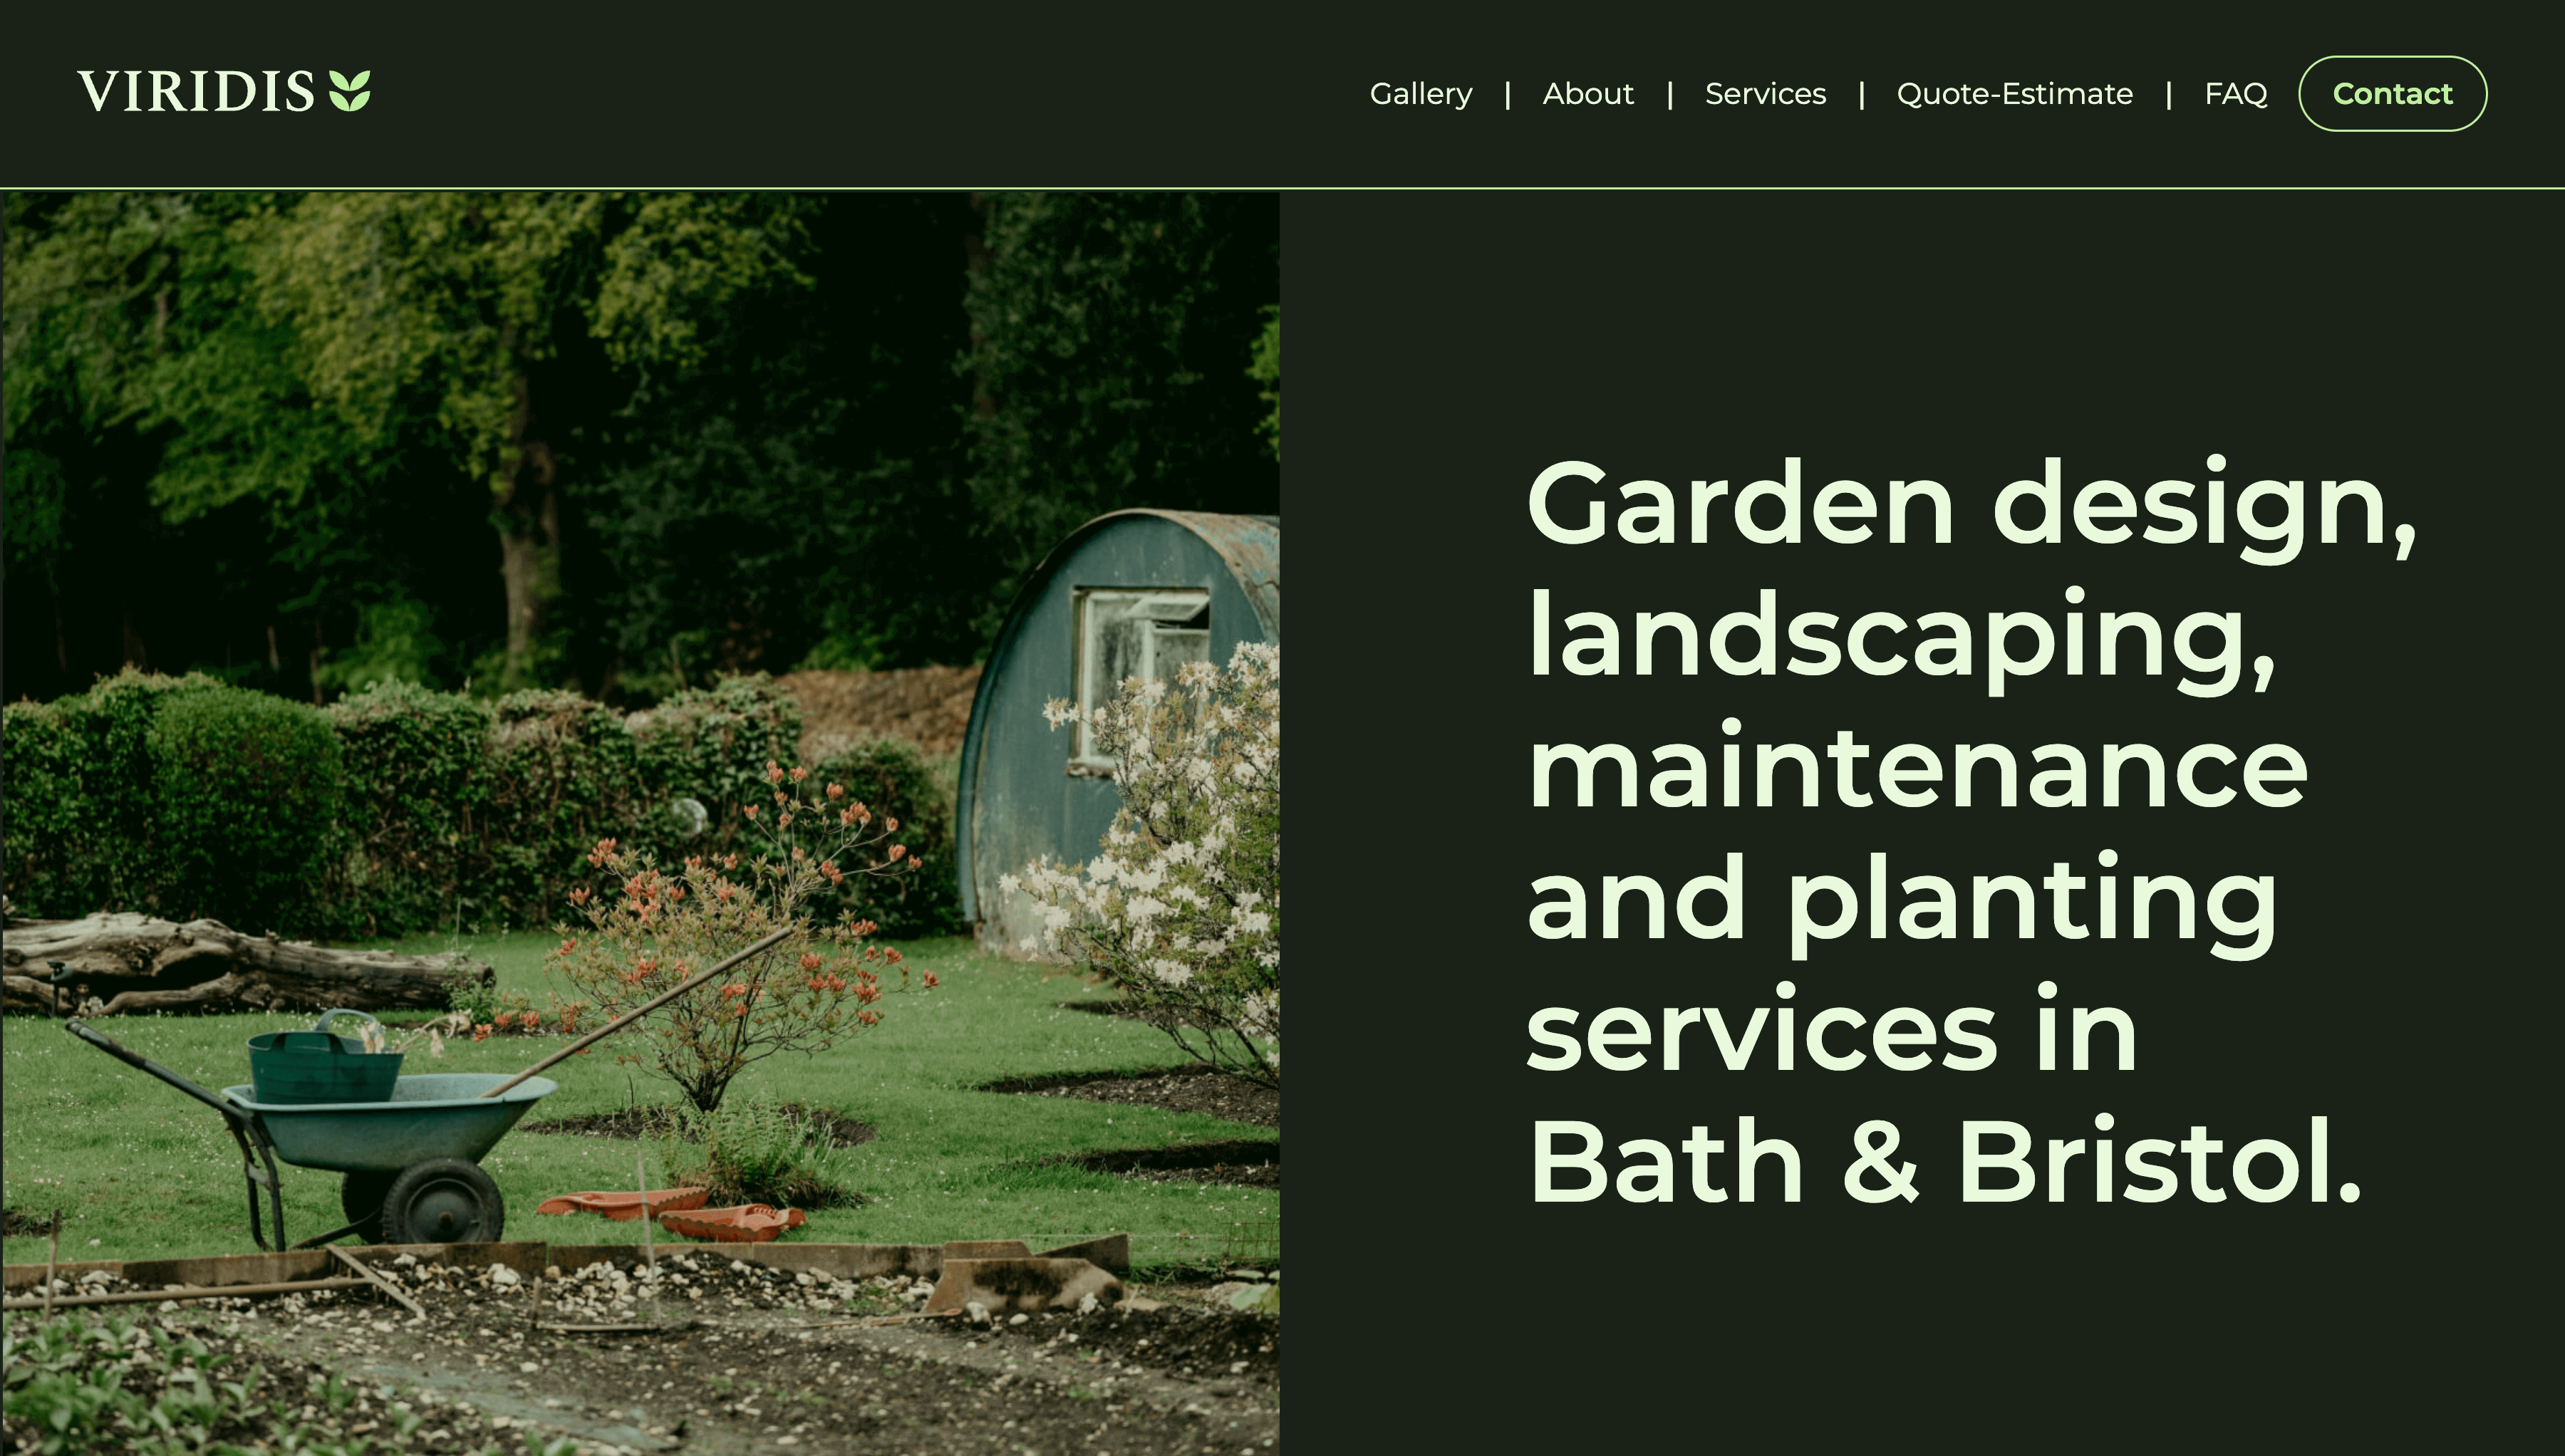 VIRIDIS
Gallery | About | Services | Quote-Estimate | FAQ Contact
Garden design,
landscaping,
maintenance
and planting
services in
Bath & Bristol.